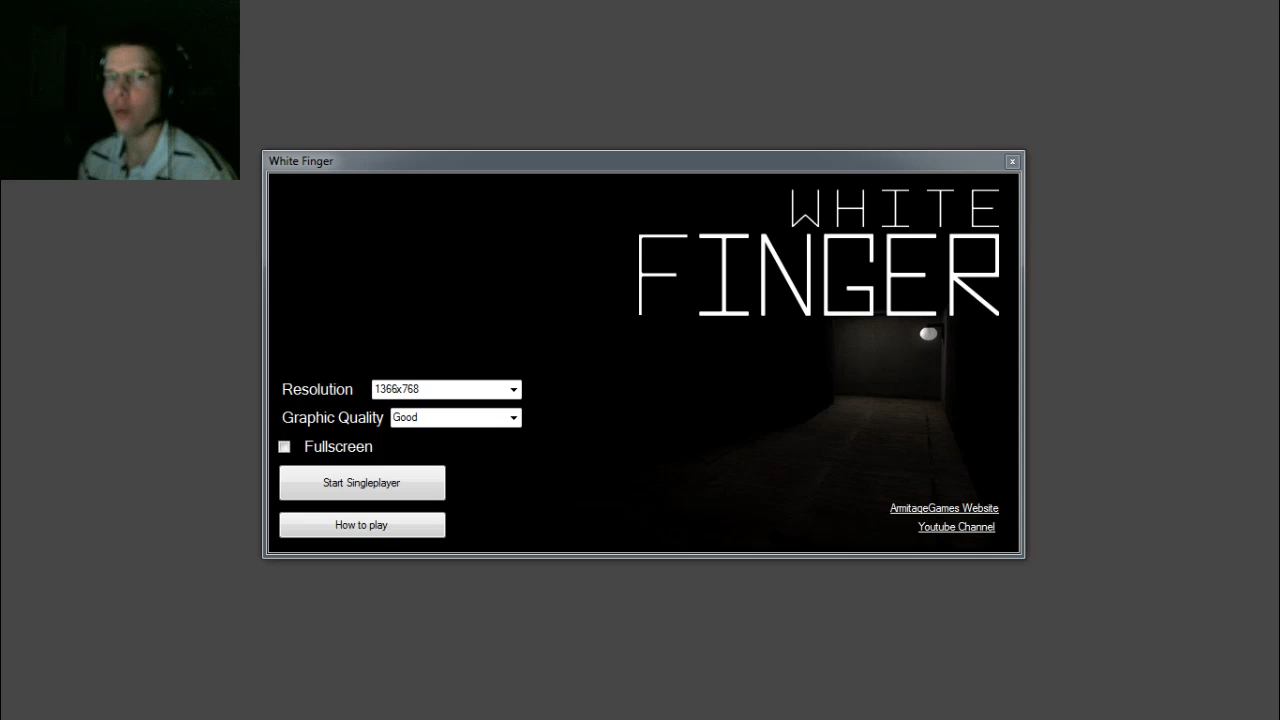 White Finger
WHITE
FINGER
Resolution 1366x768
Graphic Quality Good
Fullscreen
Start Singleplayer
How to play
ArmitageGames Website
Youtube Channel